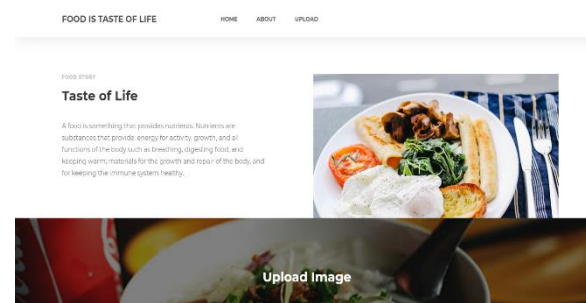 FOOD IS TASTE OF LIFE
HOME ABOUT UPLOAD
FOOD STORY
Taste of Life
A food is something that provides nutrients. Nutrients are
substances that provide: energy for activity, growth, and all
functions of the body such as breathing, digesting food, and
keeping warm; materials for the growth and repair of the body, and
for keeping the immune system healthy.
Upload Image